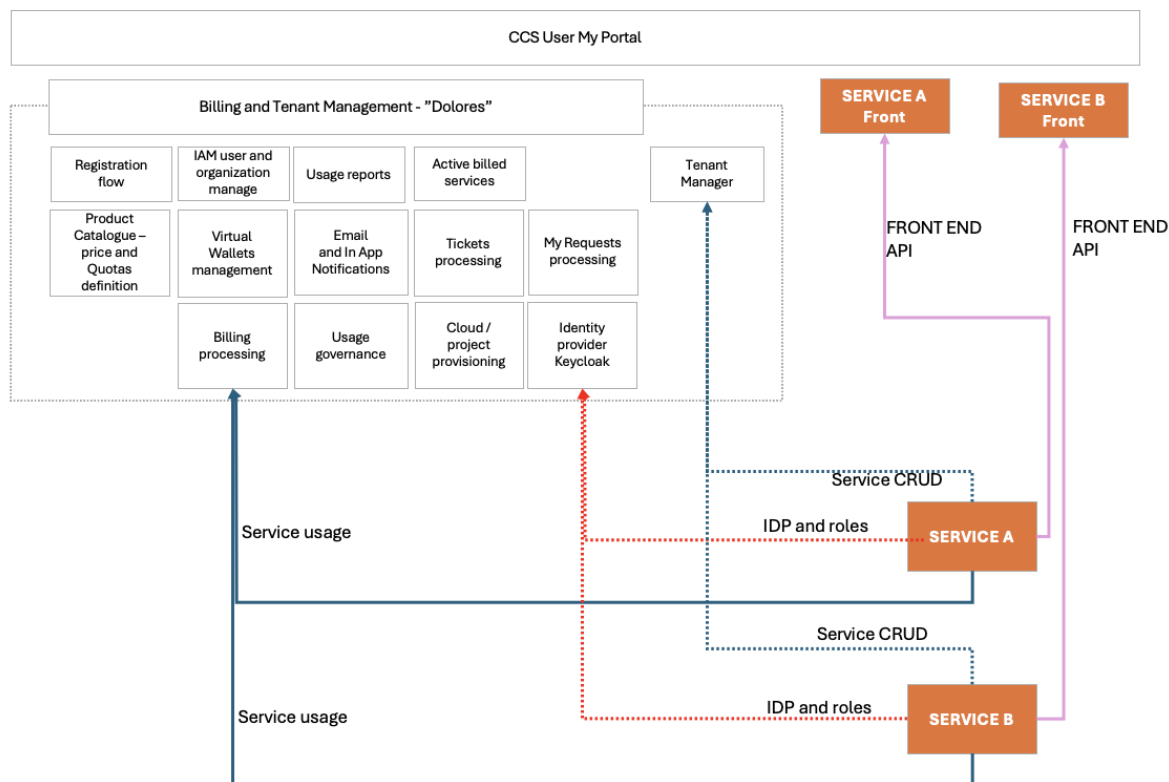 CCS User My Portal
Billing and Tenant Management - ”Dolores”
SERVICE A
Front
SERVICE B
Front
Registration
flow
IAM user and
organization
manage
Usage reports
Active billed
services
Tenant
Manager
Product
Catalogue –
price and
Quotas
definition
Virtual
Wallets
management
Email
and In App
Notifications
Tickets
processing
My Requests
processing
FRONT END
API
FRONT END
API
Billing
processing
Usage
governance
Cloud /
project
provisioning
Identity
provider
Keycloak
Service CRUD
Service usage
IDP and roles
SERVICE A
Service CRUD
Service usage
IDP and roles
SERVICE B